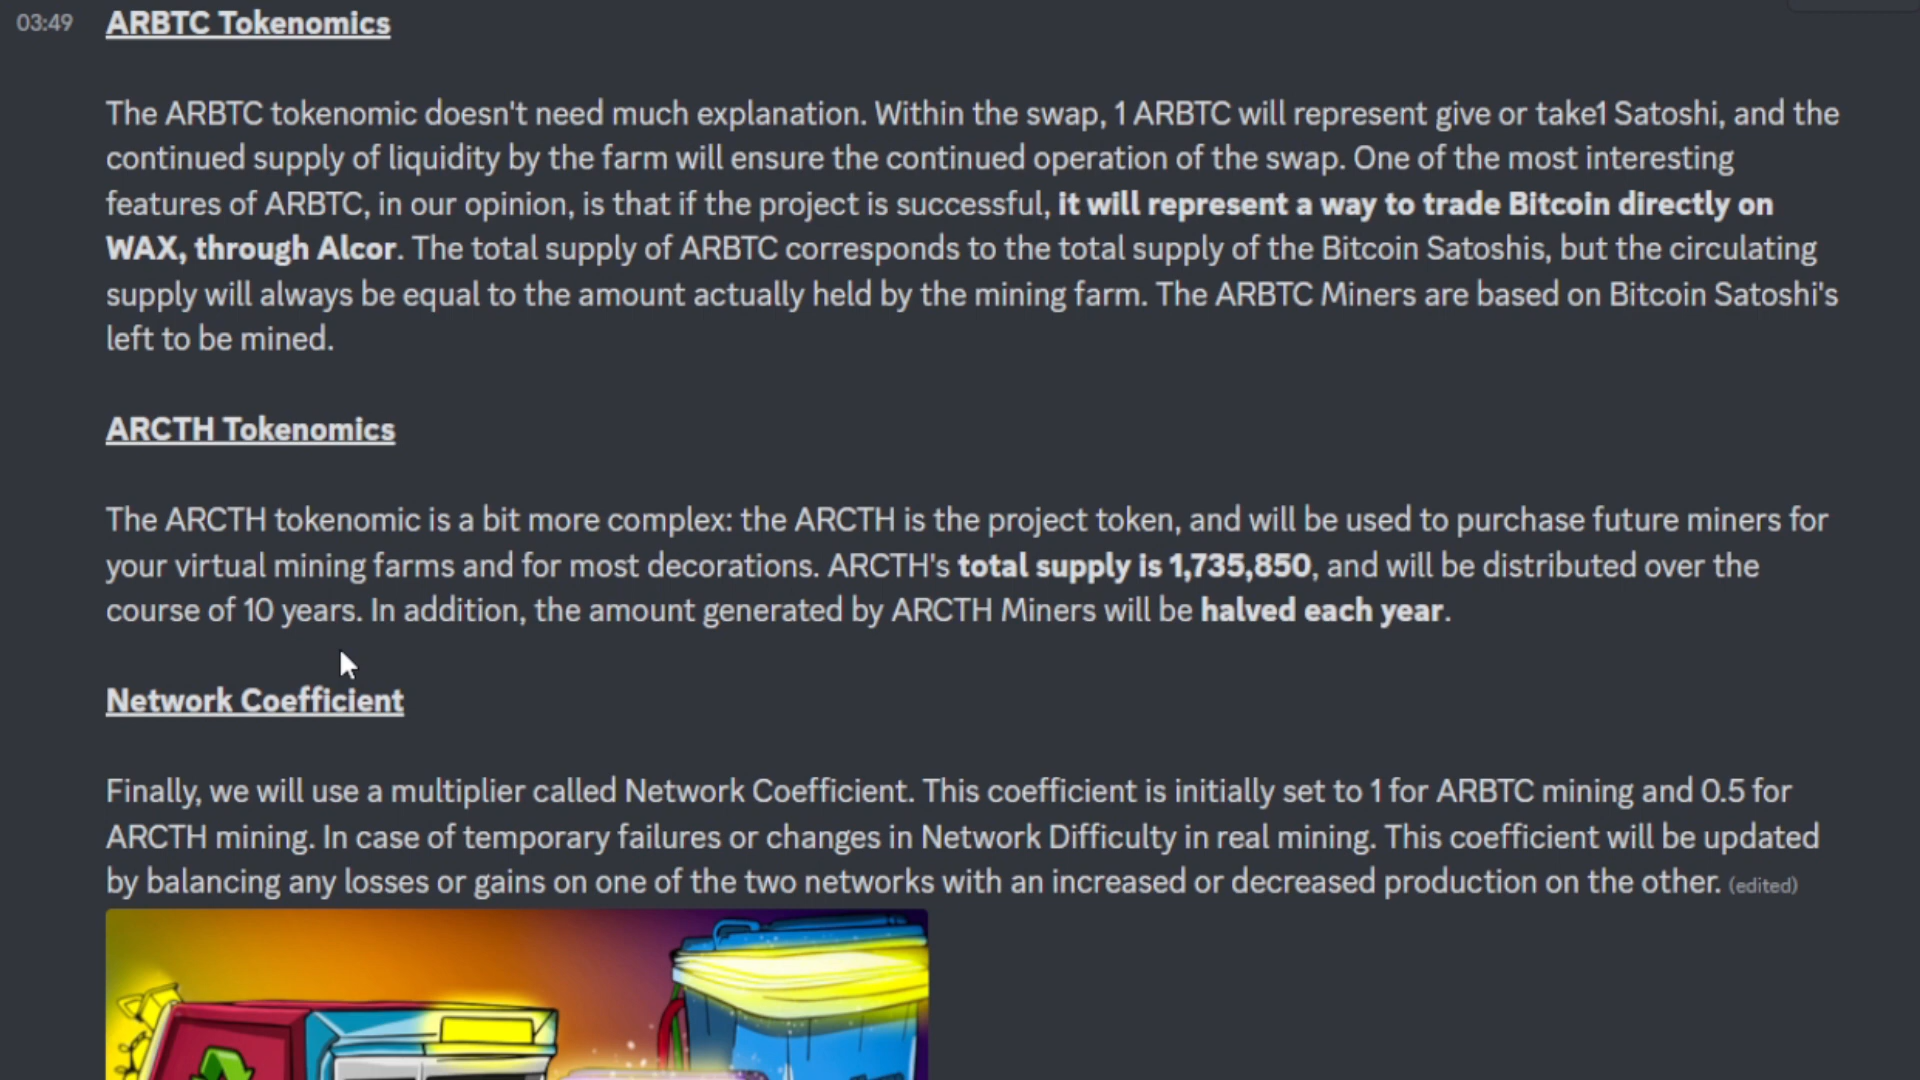 03:49 ARBTC Tokenomics
The ARBTC tokenomic doesn't need much explanation. Within the swap, 1 ARBTC will represent give or take1 Satoshi, and the
continued supply of liquidity by the farm will ensure the continued operation of the swap. One of the most interesting
features of ARBTC, in our opinion, is that if the project is successful, it will represent a way to trade Bitcoin directly on
WAX, through Alcor. The total supply of ARBTC corresponds to the total supply of the Bitcoin Satoshis, but the circulating
supply will always be equal to the amount actually held by the mining farm. The ARBTC Miners are based on Bitcoin Satoshi's
left to be mined.
ARCTH Tokenomics
The ARCTH tokenomic is a bit more complex: the ARCTH is the project token, and will be used to purchase future miners for
your virtual mining farms and for most decorations. ARCTH's total supply is 1,735,850, and will be distributed over the
course of 10 years. In addition, the amount generated by ARCTH Miners will be halved each year.
Network Coefficient
Finally, we will use a multiplier called Network Coefficient. This coefficient is initially set to 1 for ARBTC mining and 0.5 for
ARCTH mining. In case of temporary failures or changes in Network Difficulty in real mining. This coefficient will be updated
by balancing any losses or gains on one of the two networks with an increased or decreased production on the other. (edited)